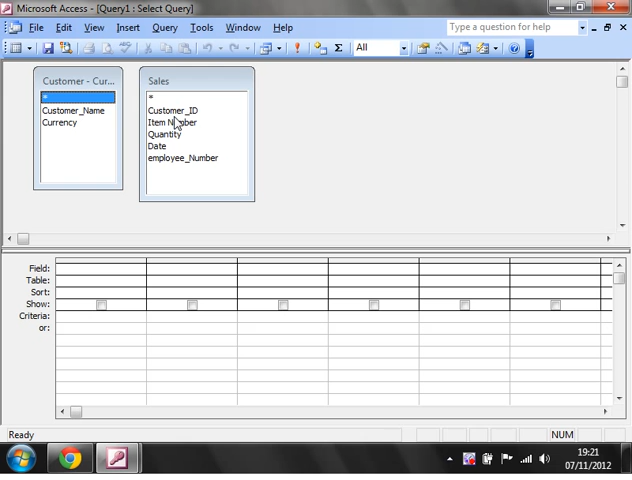 Microsoft Access - [Query1 : Select Query]
File Edit View Insert Query Tools Window Help
Type a question for help
Σ All
Customer - Cur...
*
Customer_Name
Currency
Sales
*
Customer_ID
Item Number
Quantity
Date
employee_Number
Field:
Table:
Sort:
Show:
Criteria:
or:
Ready
NUM
19:21
07/11/2012